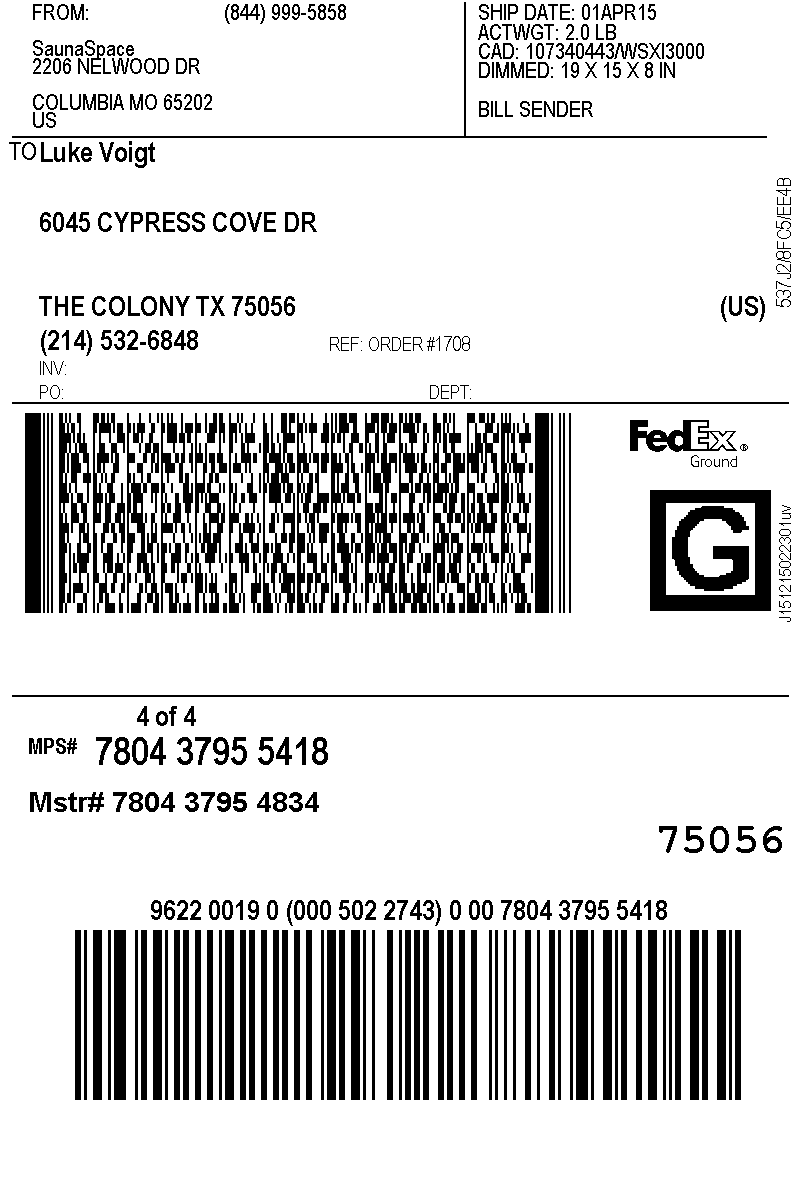 FROM: (844) 999-5858
SaunaSpace
2206 NELWOOD DR
COLUMBIA MO 65202
US
SHIP DATE: 01APR15
ACTWGT: 2.0 LB
CAD: 107340443/WSXI3000
DIMMED: 19 X 15 X 8 IN
BILL SENDER
TO Luke Voigt
6045 CYPRESS COVE DR
THE COLONY TX 75056 (US)
(214) 532-6848 REF: ORDER #1708
INV:
PO: DEPT:
537J2/8FC5/EE4B
FedEx®
Ground
G
J151215022301uv
4 of 4
MPS# 7804 3795 5418
Mstr# 7804 3795 4834
75056
9622 0019 0 (000 502 2743) 0 00 7804 3795 5418